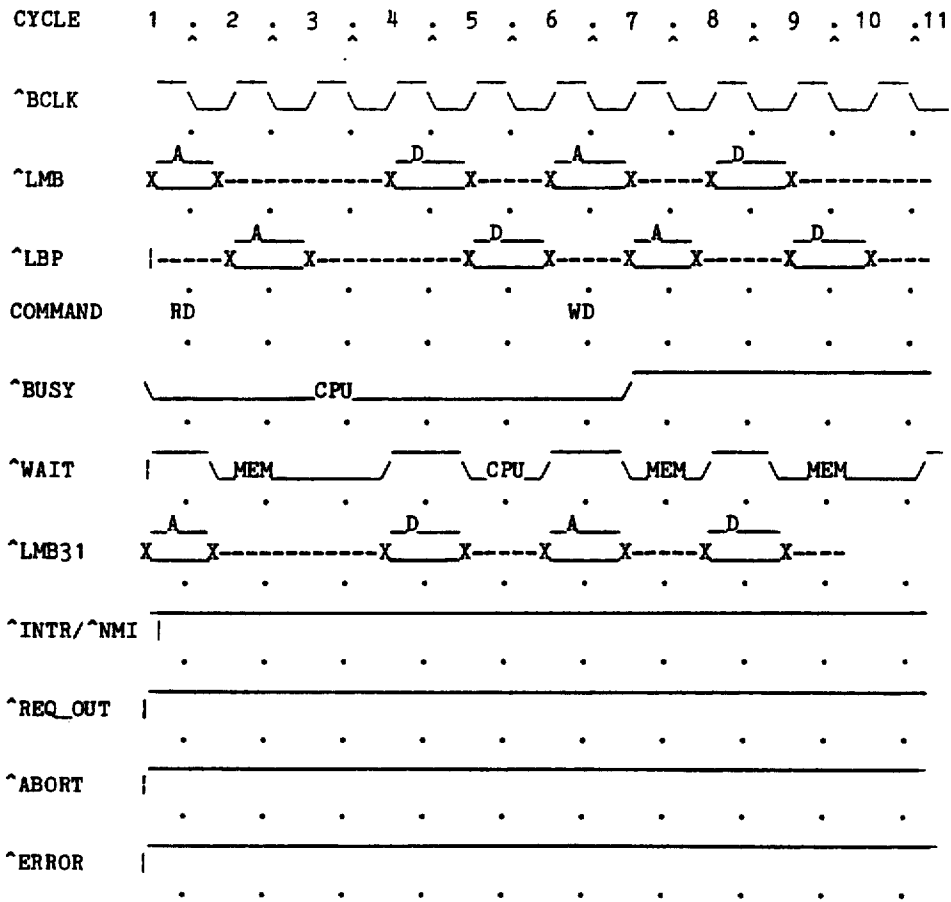 CYCLE 1 . 2 . 3 . 4 . 5 . 6 . 7 . 8 . 9 . 10 .11
^BCLK
A D A D
^LMB X X X X X X X X
A D A D
^LBP X X X X X X X X
COMMAND RD WD
^BUSY CPU
^WAIT MEM CPU MEM MEM
A D A D
^LMB31 X X X X X X X X
^INTR/^NMI
^REQ_OUT
^ABORT
^ERROR